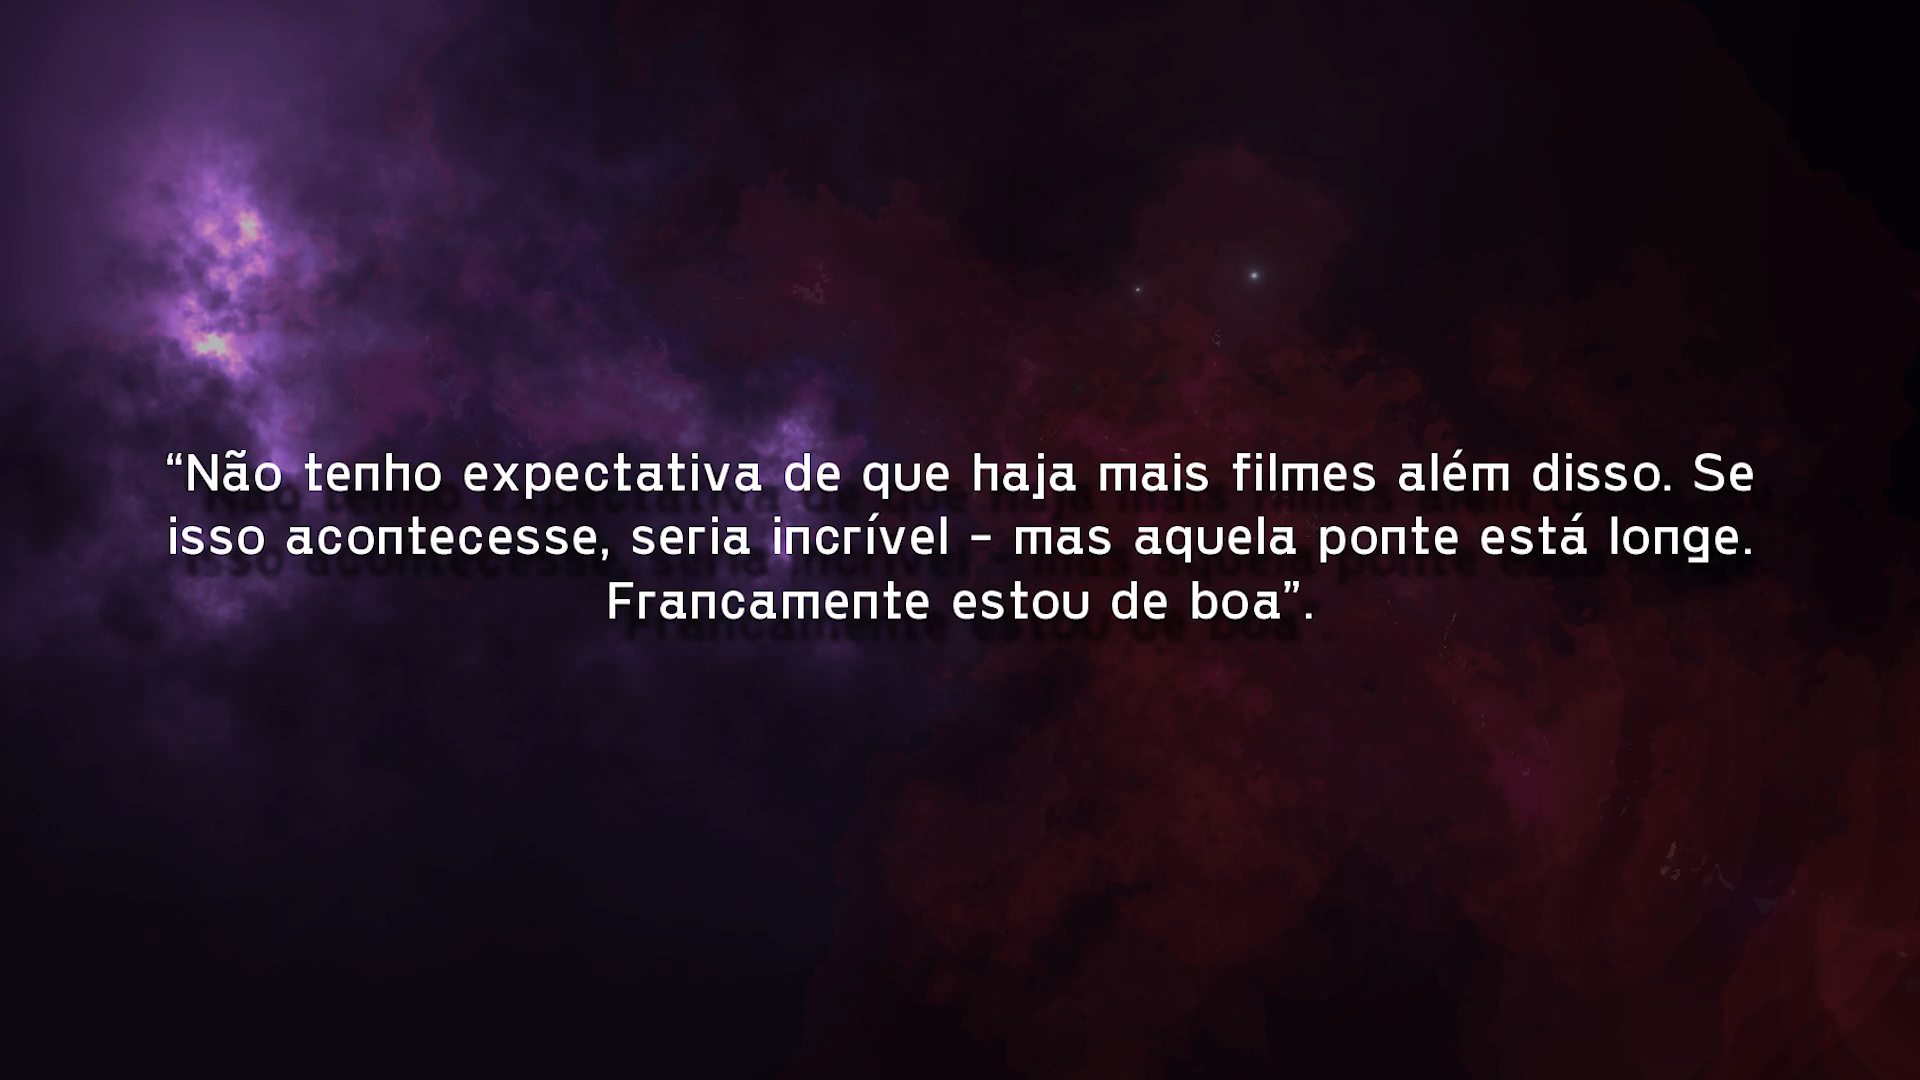 “Não tenho expectativa de que haja mais filmes além disso. Se
isso acontecesse, seria incrível – mas aquela ponte está longe.
Francamente estou de boa”.